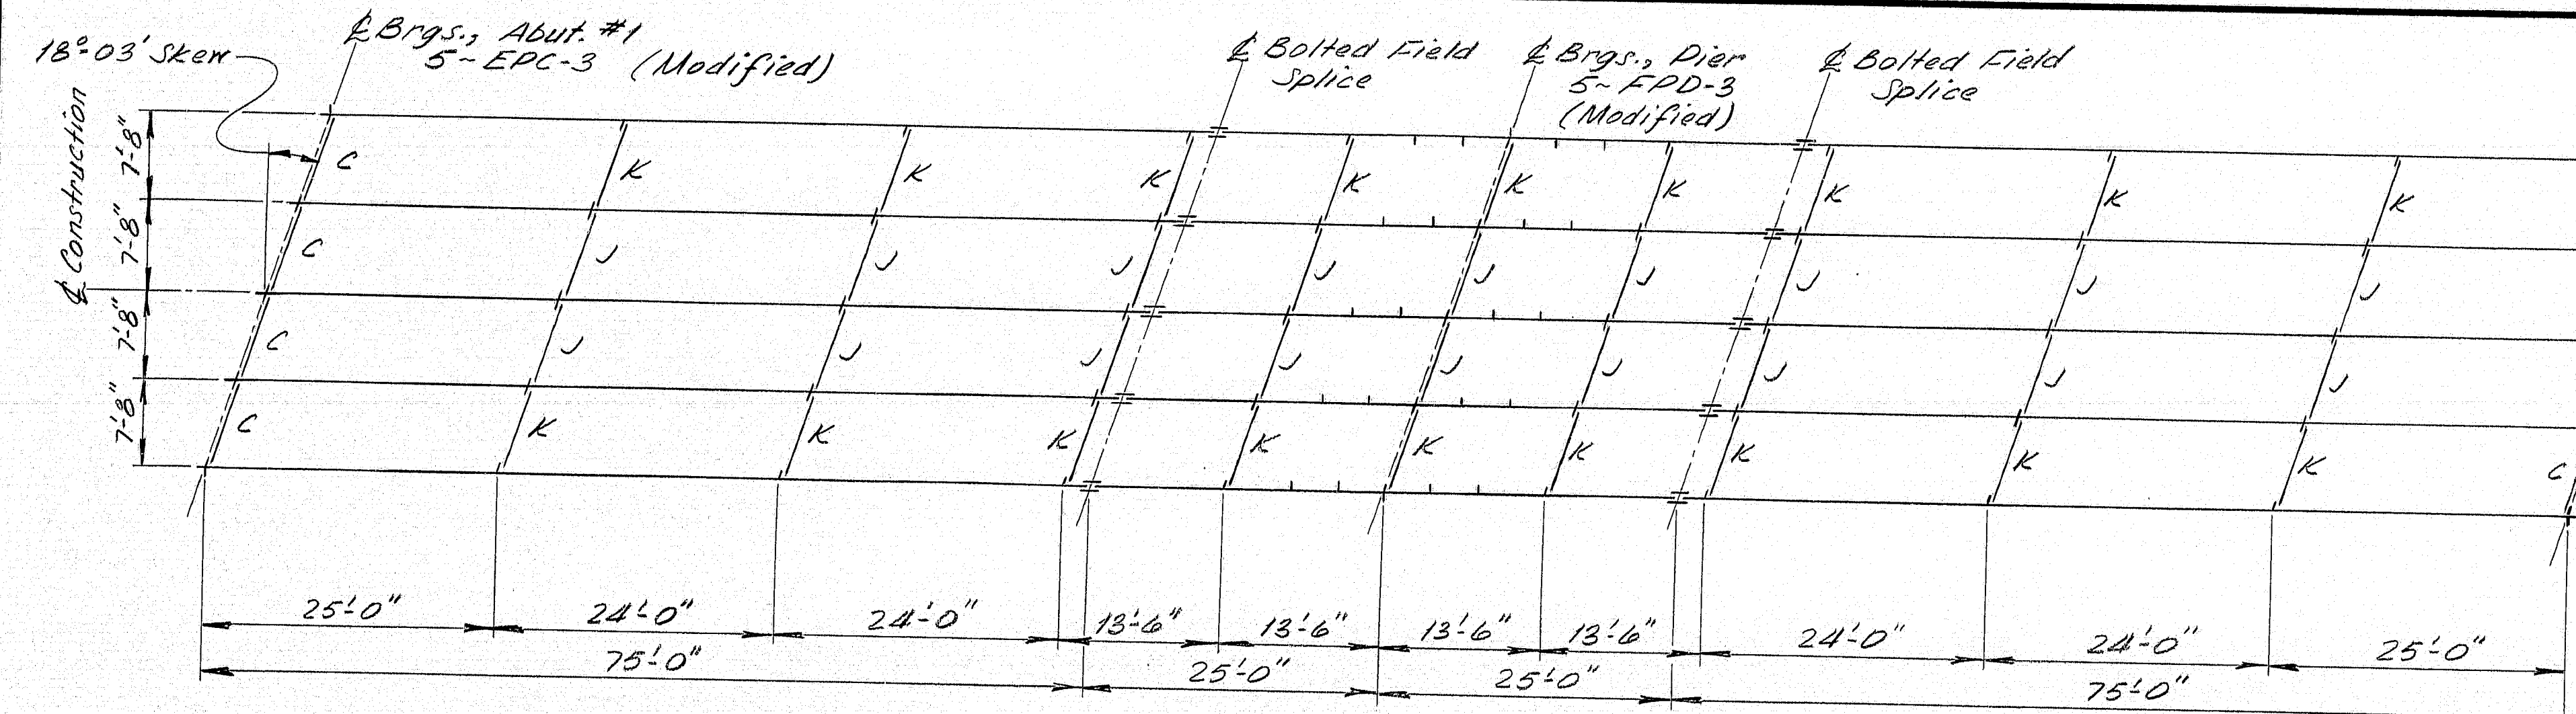 18°-03' Skew
℄ Brgs., Abut. #1
5~EPC-3 (Modified)
℄ Bolted Field
Splice
℄ Brgs., Pier
5~FPD-3
(Modified)
℄ Bolted Field
Splice
℄ Construction
7'-8"
7'-8"
7'-8"
7'-8"
C K K K K K K K K K
C J J J J J J J J J
C J J J J J J J J J
C K K K K K K K K K C
25'-0" 24'-0" 24'-0" 13'-6" 13'-6" 13'-6" 13'-6" 24'-0" 24'-0" 25'-0"
75'-0" 25'-0" 25'-0" 75'-0"